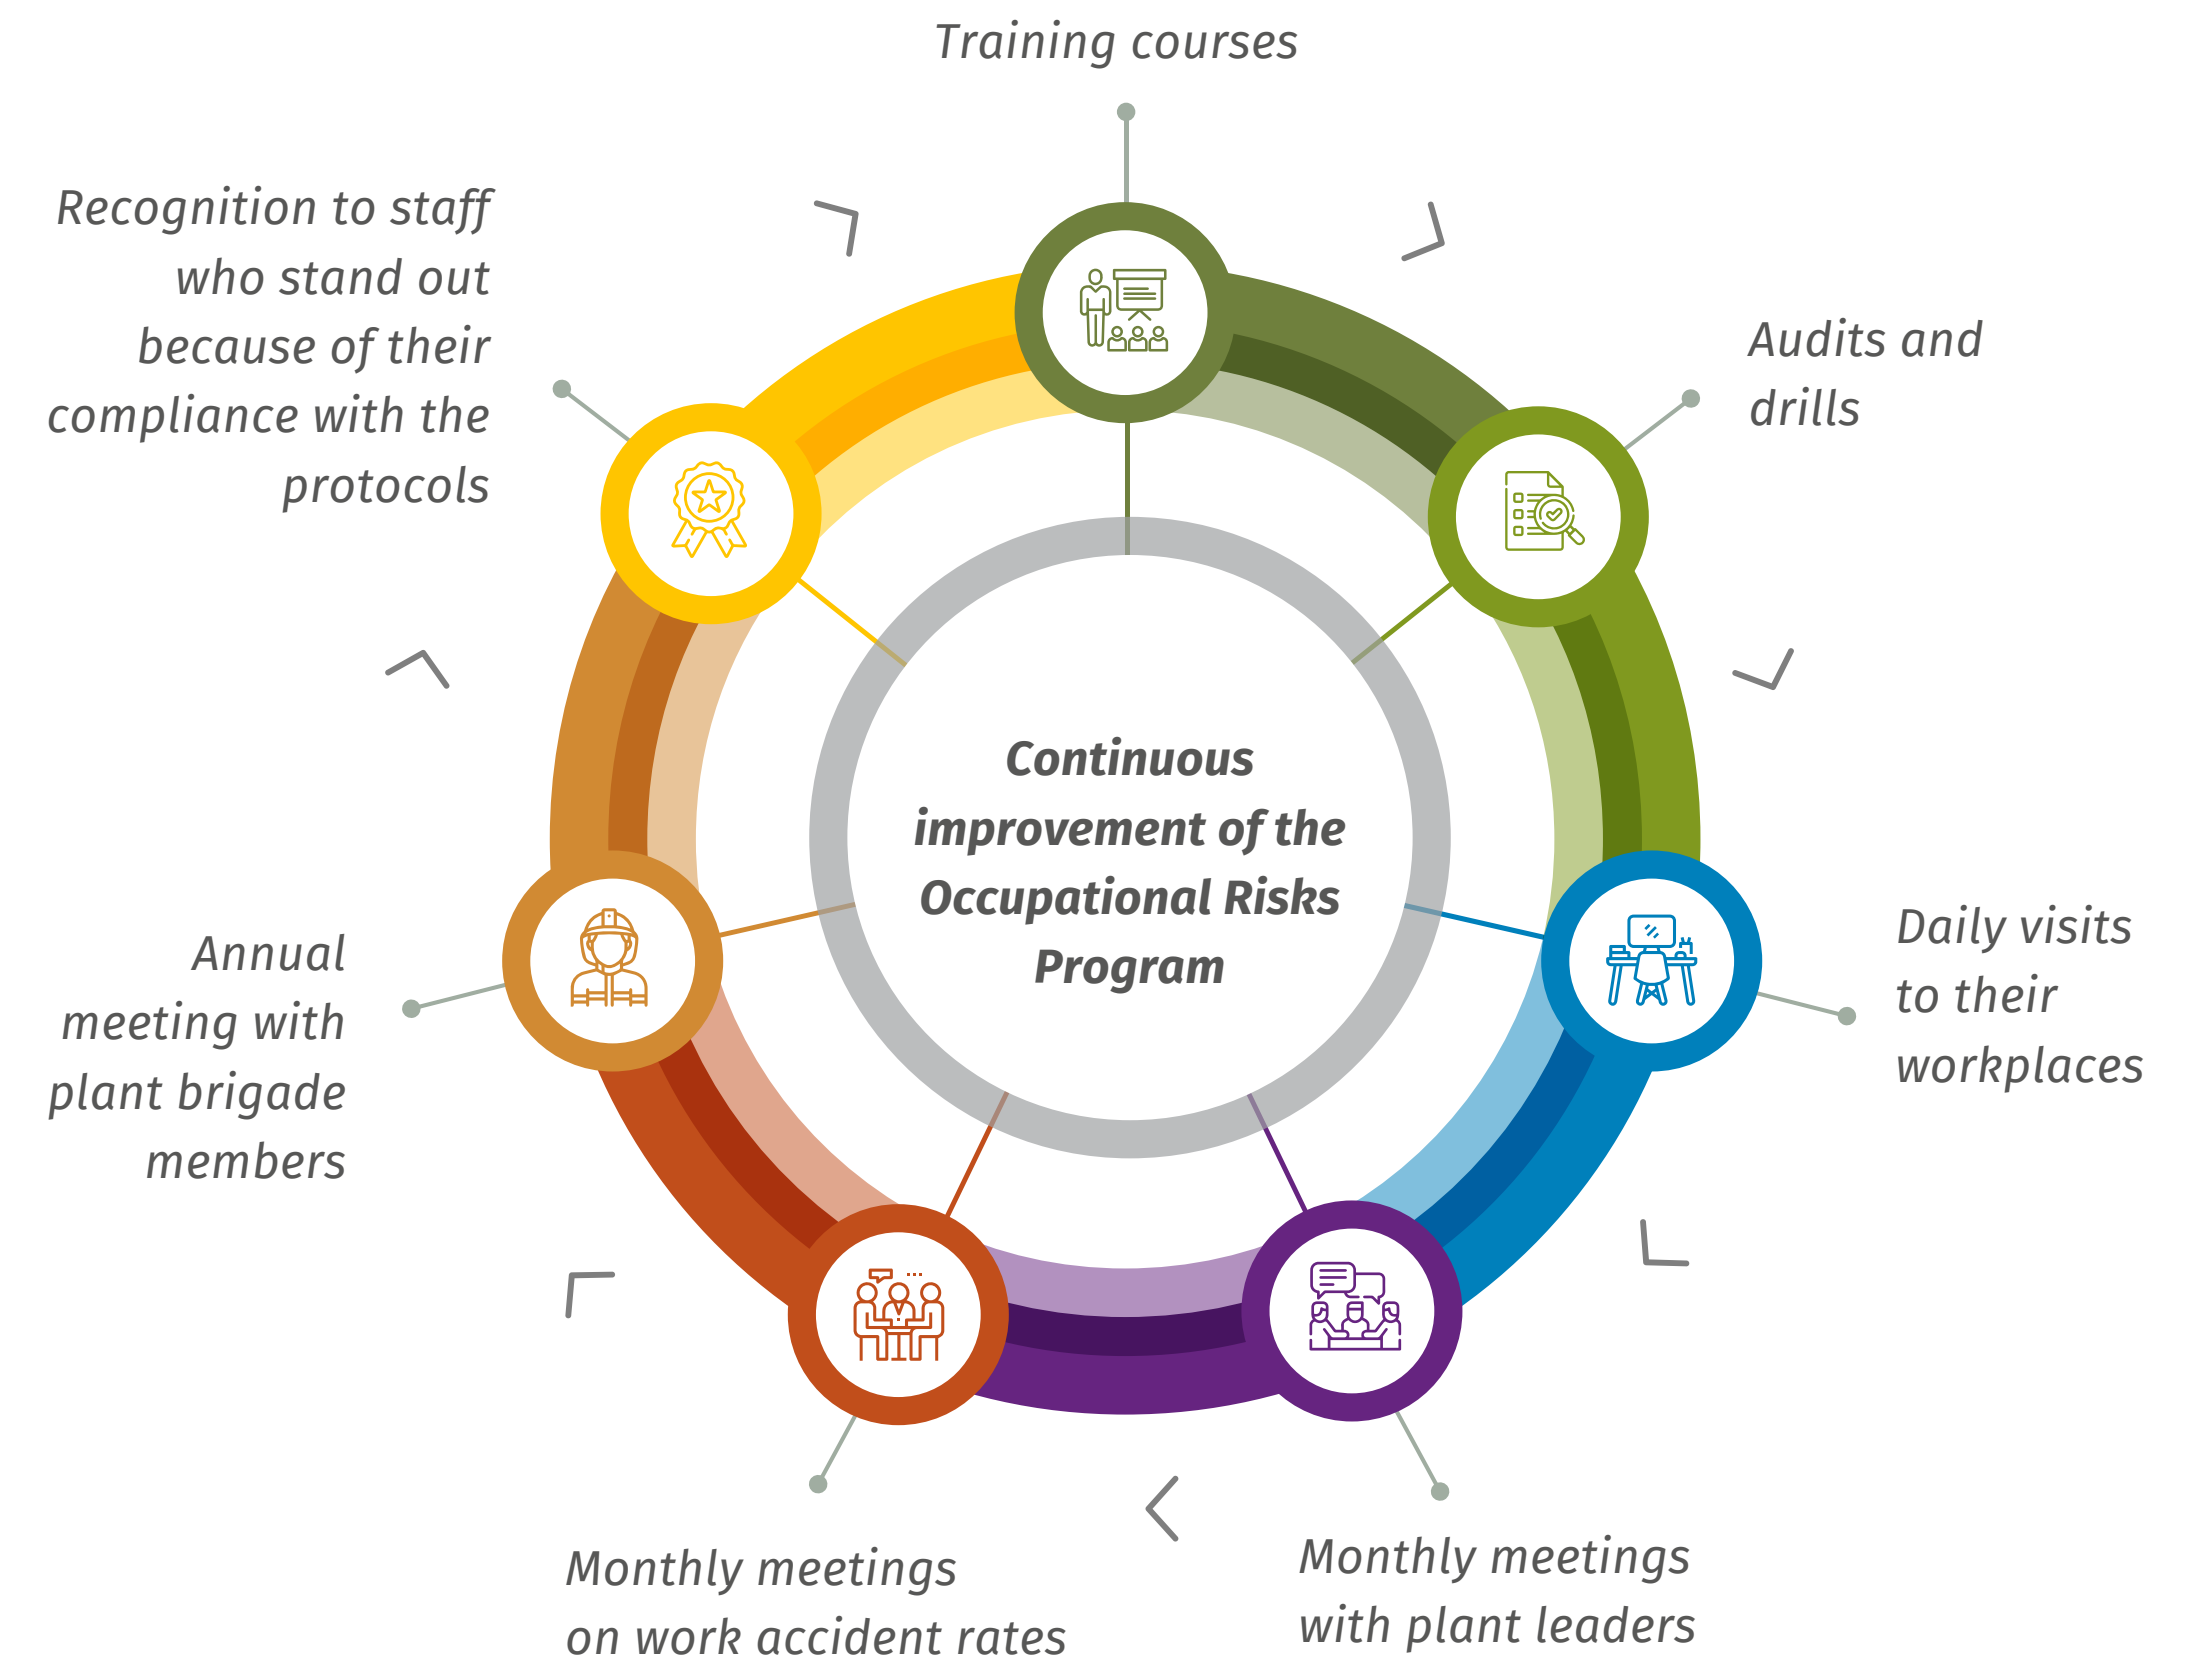 Training courses
Recognition to staff
who stand out
because of their
compliance with the
protocols
Audits and
drills
Continuous
improvement of the
Occupational Risks
Program
Daily visits
to their
workplaces
Annual
meeting with
plant brigade
members
Monthly meetings
on work accident rates
Monthly meetings
with plant leaders